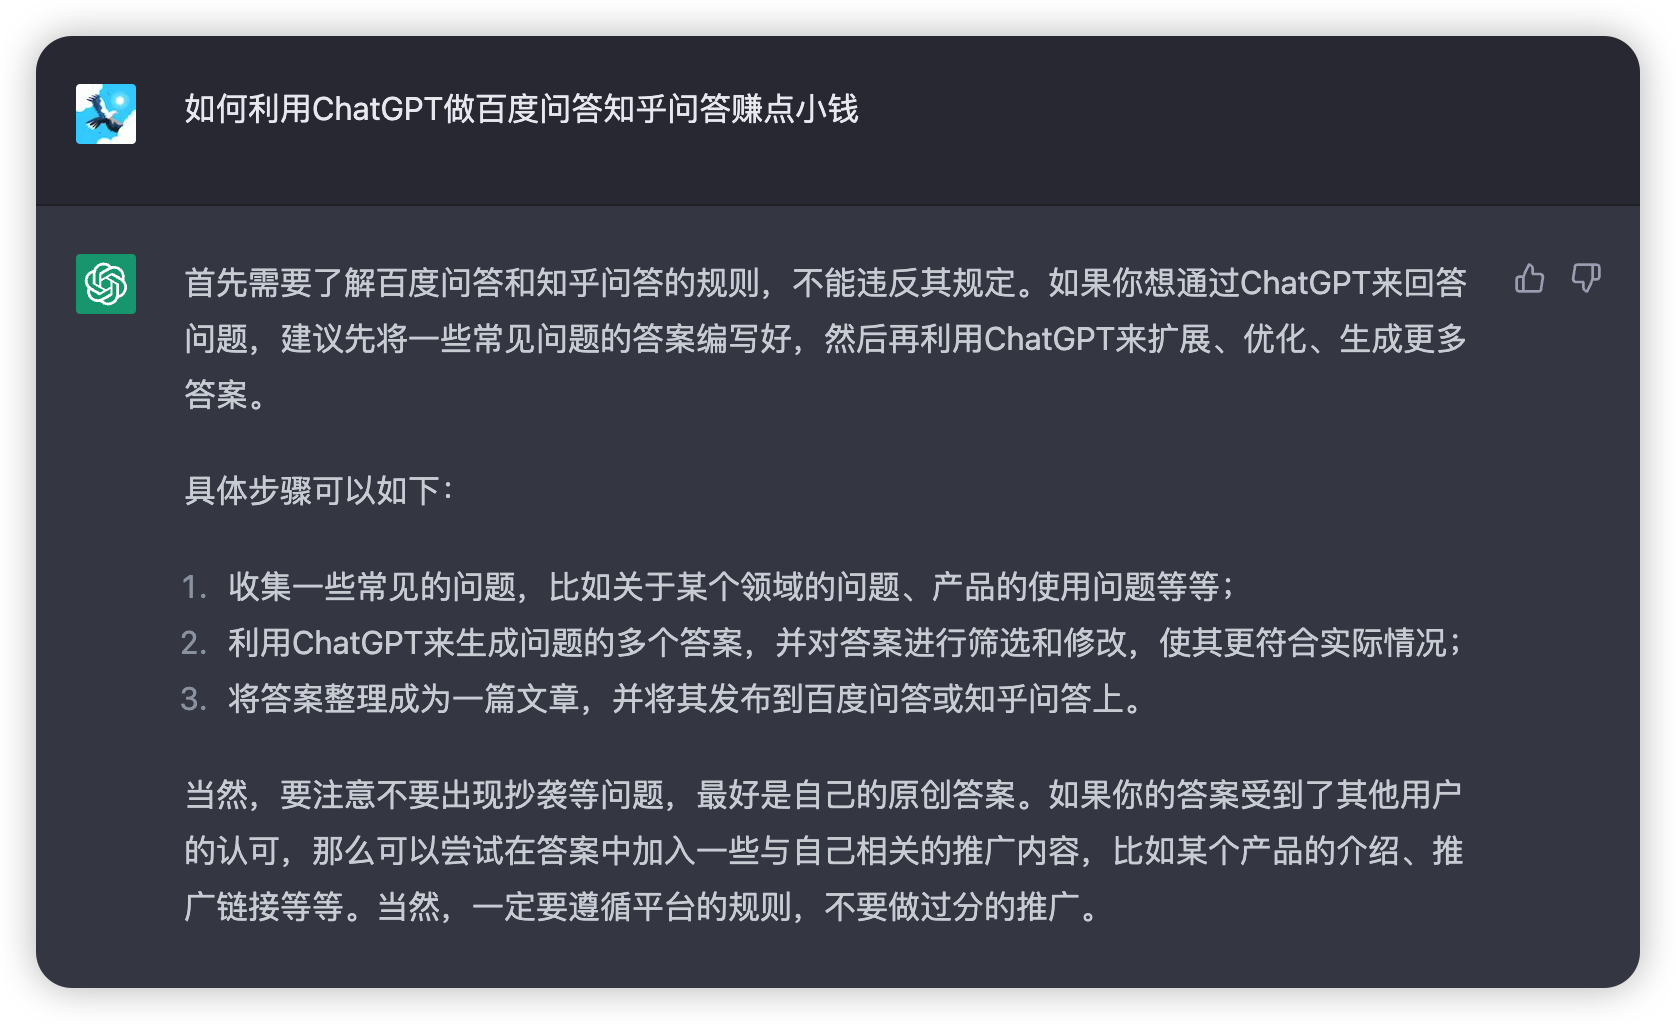 如何利用ChatGPT做百度问答知乎问答赚点小钱
首先需要了解百度问答和知乎问答的规则，不能违反其规定。如果你想通过ChatGPT来回答
问题，建议先将一些常见问题的答案编写好，然后再利用ChatGPT来扩展、优化、生成更多
答案。
具体步骤可以如下：
1. 收集一些常见的问题，比如关于某个领域的问题、产品的使用问题等等；
2. 利用ChatGPT来生成问题的多个答案，并对答案进行筛选和修改，使其更符合实际情况；
3. 将答案整理成为一篇文章，并将其发布到百度问答或知乎问答上。
当然，要注意不要出现抄袭等问题，最好是自己的原创答案。如果你的答案受到了其他用户
的认可，那么可以尝试在答案中加入一些与自己相关的推广内容，比如某个产品的介绍、推
广链接等等。当然，一定要遵循平台的规则，不要做过分的推广。